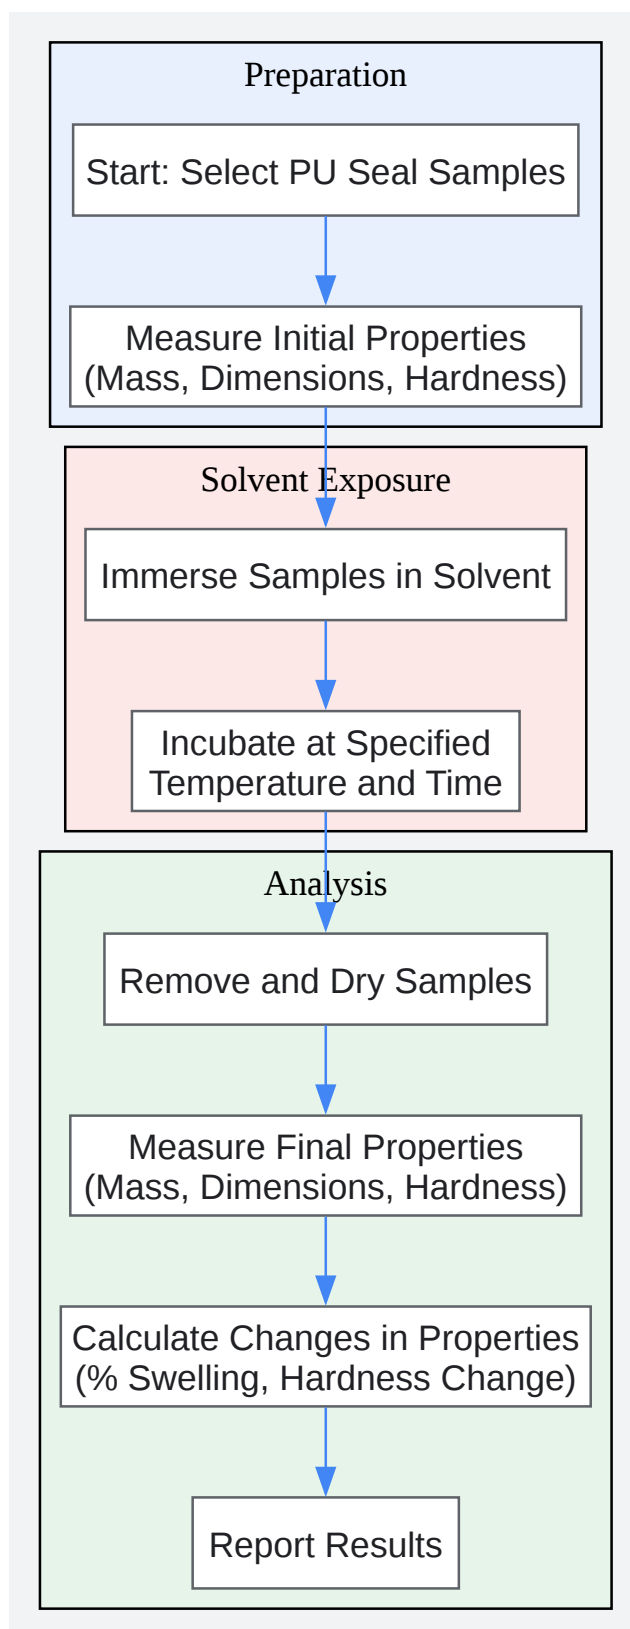 Preparation
Start: Select PU Seal Samples
Measure Initial Properties
(Mass, Dimensions, Hardness)
Solvent Exposure
Immerse Samples in Solvent
Incubate at Specified
Temperature and Time
Analysis
Remove and Dry Samples
Measure Final Properties
(Mass, Dimensions, Hardness)
Calculate Changes in Properties
(% Swelling, Hardness Change)
Report Results